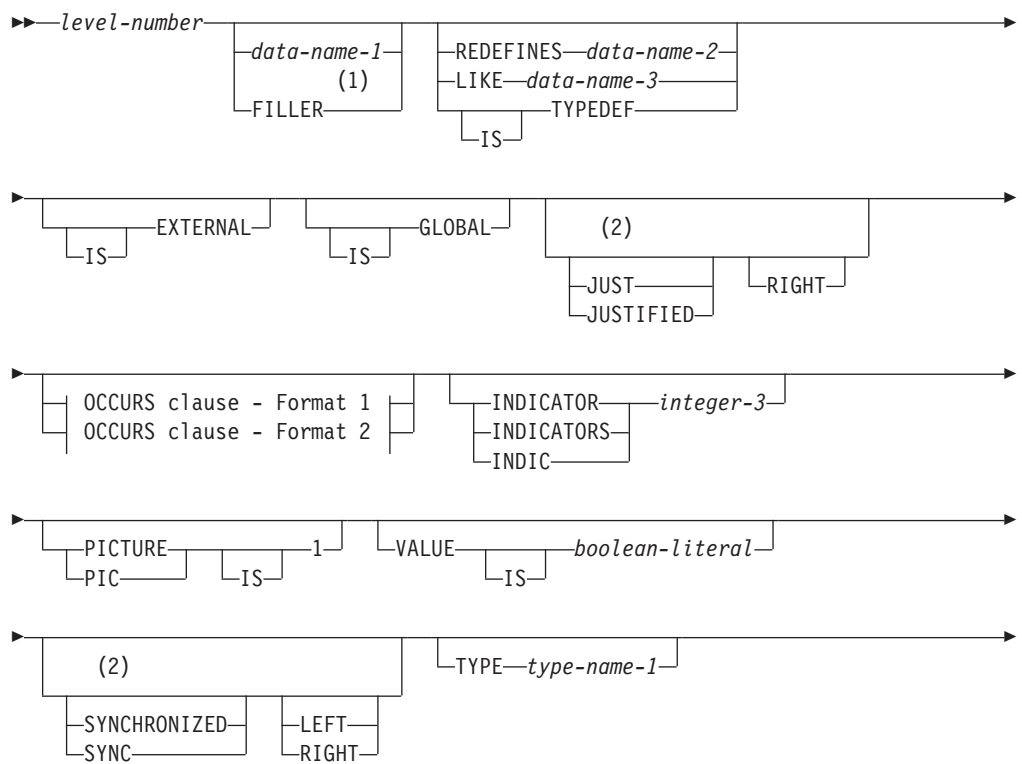 level-number
data-name-1
(1)
FILLER
REDEFINES data-name-2
LIKE data-name-3
TYPEDEF
IS
EXTERNAL
IS
GLOBAL
IS
(2)
JUST
JUSTIFIED
RIGHT
OCCURS clause - Format 1
OCCURS clause - Format 2
INDICATOR integer-3
INDICATORS
INDIC
PICTURE 1
PIC IS
VALUE boolean-literal
IS
(2)
SYNCHRONIZED
SYNC
LEFT
RIGHT
TYPE type-name-1